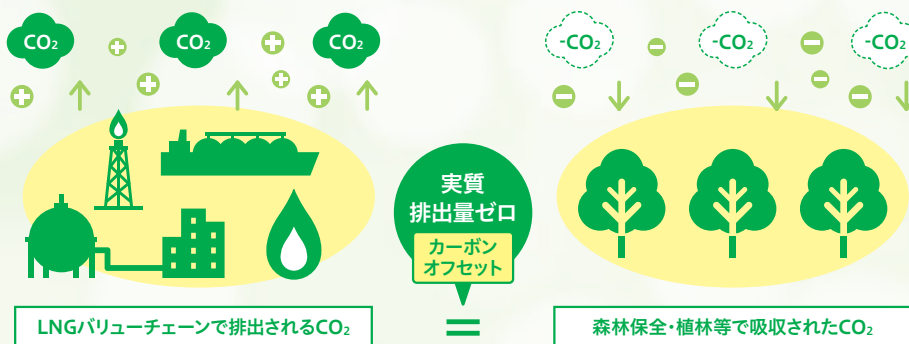 CO₂
CO₂
CO₂
-CO₂
-CO₂
-CO₂
実質
排出量ゼロ
カーボン
オフセット
LNGバリューチェーンで排出されるCO₂
=
森林保全・植林等で吸収されたCO₂